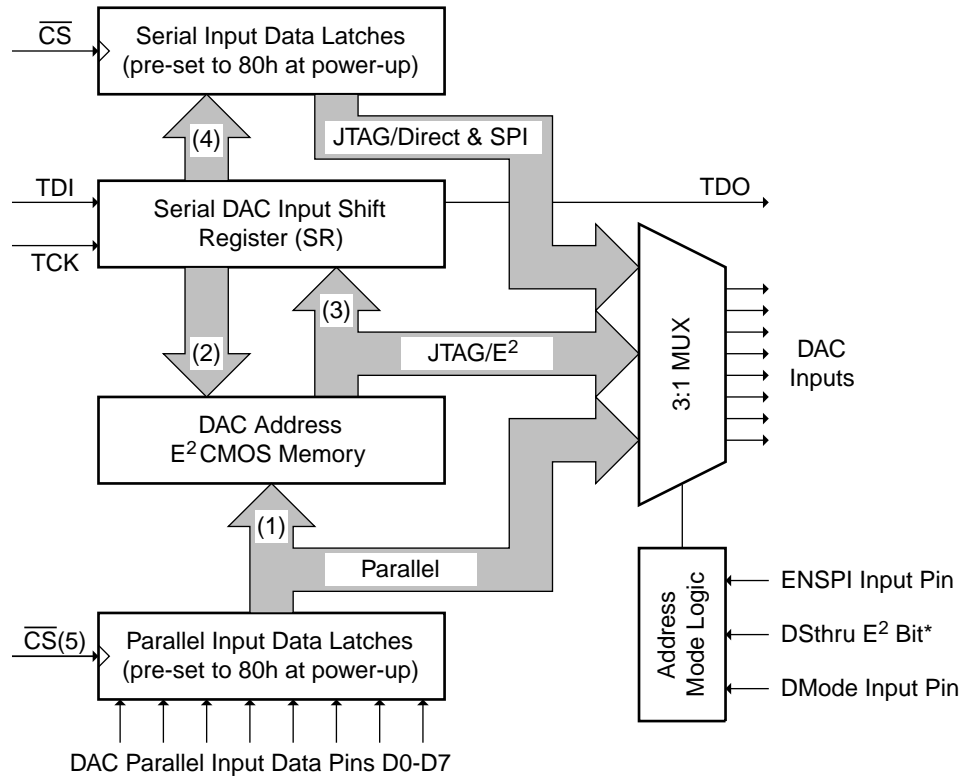 CS
Serial Input Data Latches
(pre-set to 80h at power-up)
JTAG/Direct & SPI
(4)
TDI
TDO
Serial DAC Input Shift
Register (SR)
TCK
(3)
(2)
JTAG/E²
3:1 MUX
DAC
Inputs
DAC Address
E² CMOS Memory
(1)
Parallel
Address
Mode Logic
ENSPI Input Pin
DSthru E² Bit*
DMode Input Pin
CS(5)
Parallel Input Data Latches
(pre-set to 80h at power-up)
DAC Parallel Input Data Pins D0-D7